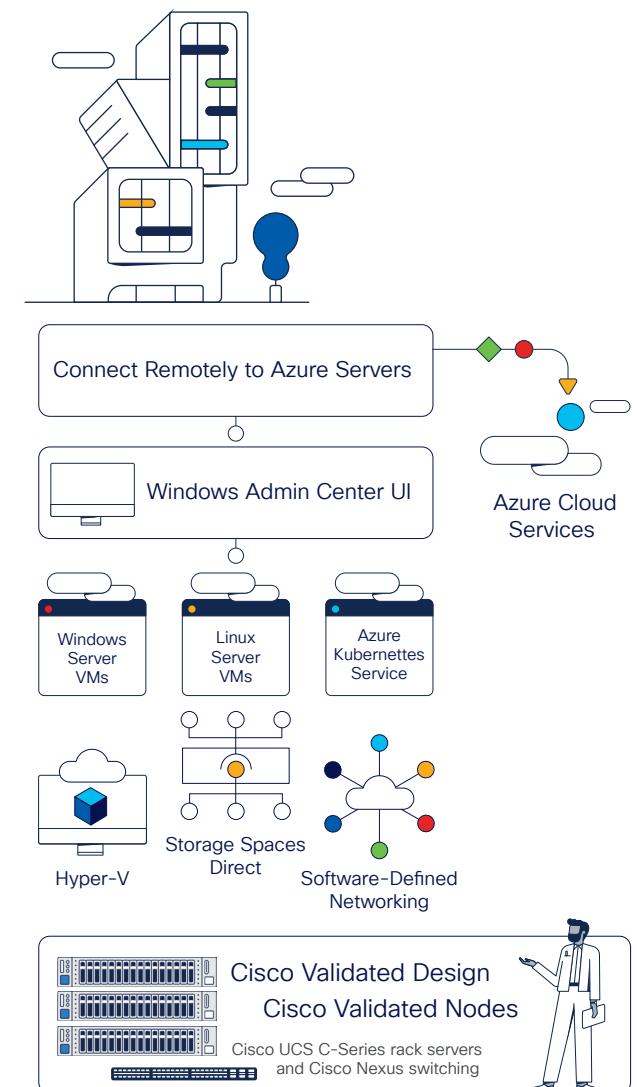 Connect Remotely to Azure Servers
Windows Admin Center UI
Azure Cloud
Services
Windows
Server
VMs
Linux
Server
VMs
Azure
Kubernettes
Service
Hyper-V
Storage Spaces
Direct
Software-Defined
Networking
Cisco Validated Design
Cisco Validated Nodes
Cisco UCS C-Series rack servers
and Cisco Nexus switching